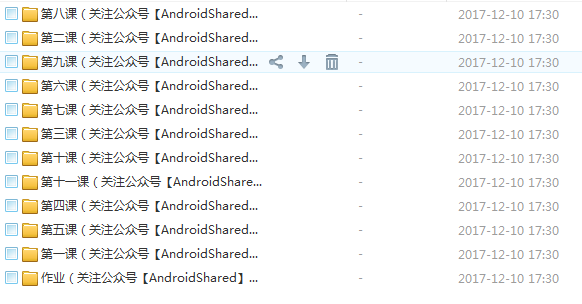 第八课（关注公众号【AndroidShared... - 2017-12-10 17:30
第二课（关注公众号【AndroidShared... - 2017-12-10 17:30
第九课（关注公众号【AndroidShared... - 2017-12-10 17:30
第六课（关注公众号【AndroidShared... - 2017-12-10 17:30
第七课（关注公众号【AndroidShared... - 2017-12-10 17:30
第三课（关注公众号【AndroidShared... - 2017-12-10 17:30
第十课（关注公众号【AndroidShared... - 2017-12-10 17:30
第十一课（关注公众号【AndroidShare... - 2017-12-10 17:30
第四课（关注公众号【AndroidShared... - 2017-12-10 17:30
第五课（关注公众号【AndroidShared... - 2017-12-10 17:30
第一课（关注公众号【AndroidShared... - 2017-12-10 17:30
作业（关注公众号【AndroidShared】... - 2017-12-10 17:30